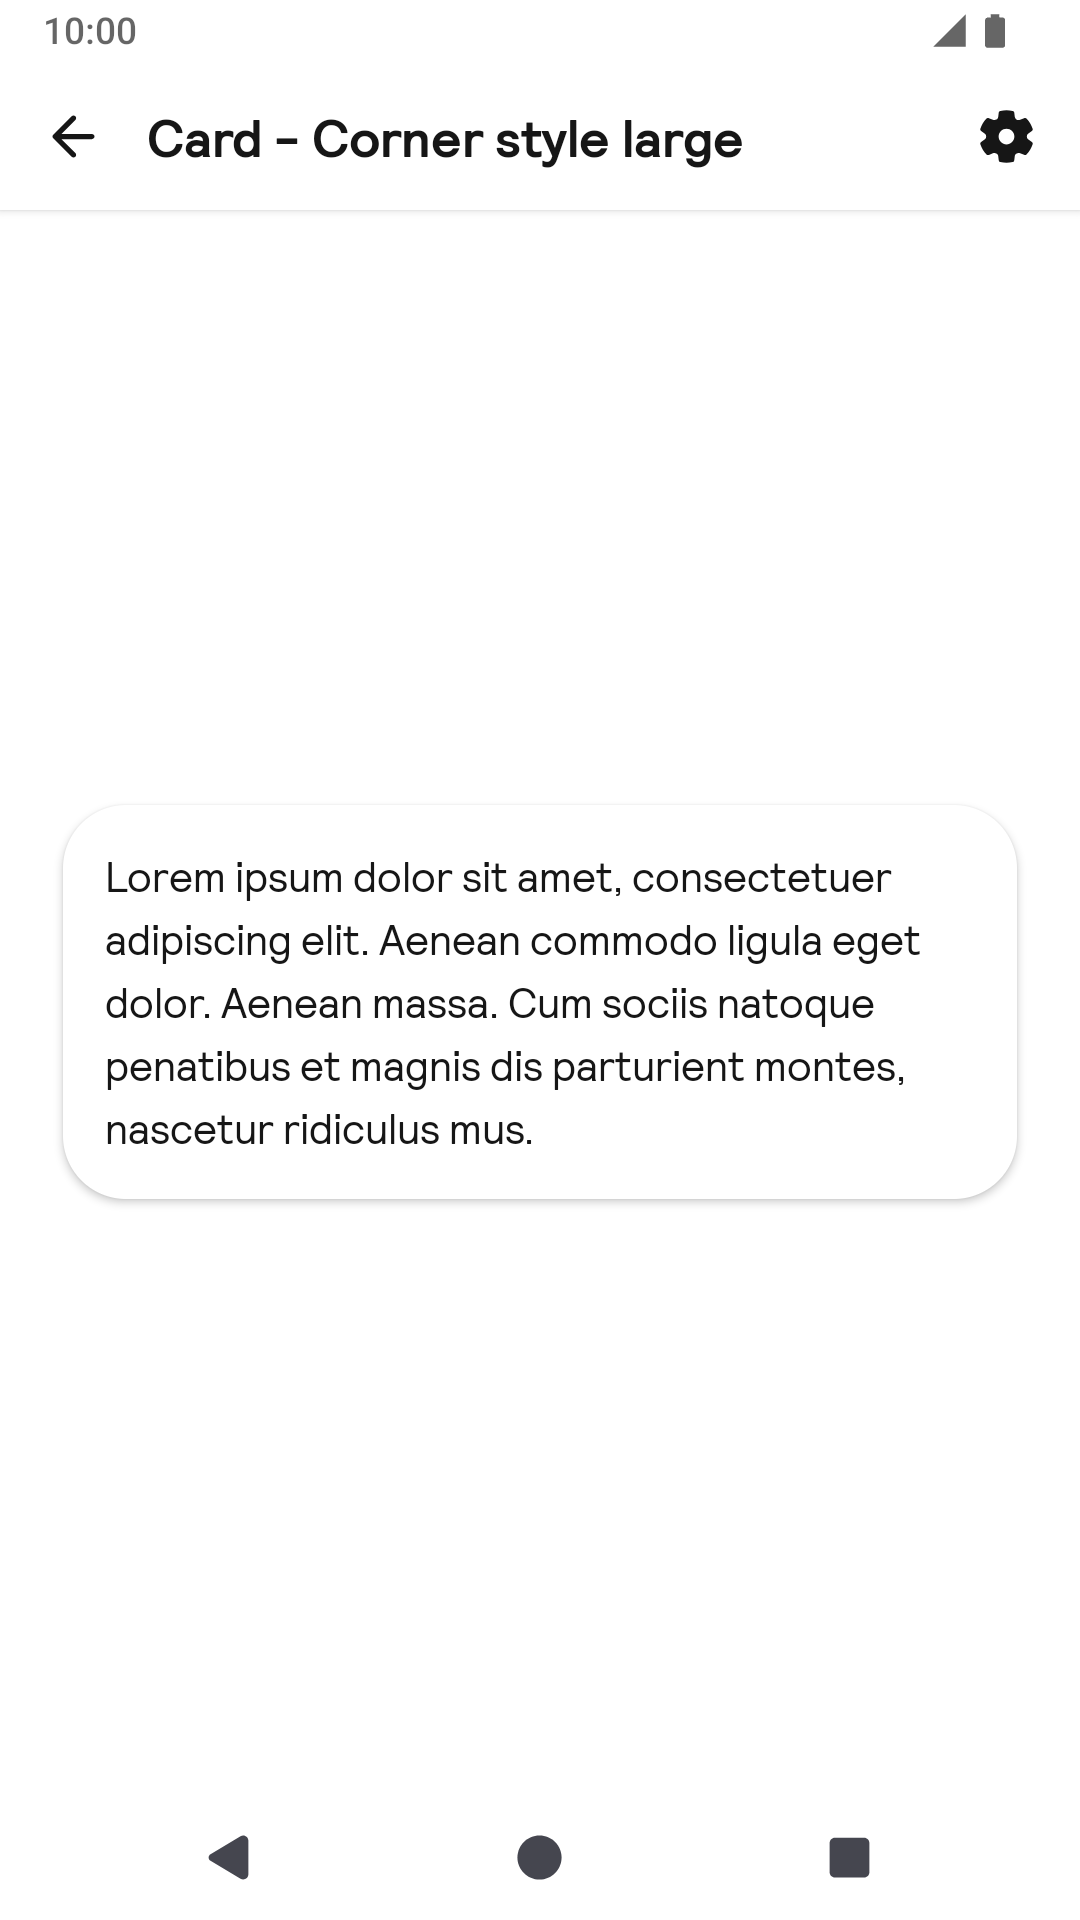 10:00
Card - Corner style large
Lorem ipsum dolor sit amet, consectetuer
adipiscing elit. Aenean commodo ligula eget
dolor. Aenean massa. Cum sociis natoque
penatibus et magnis dis parturient montes,
nascetur ridiculus mus.